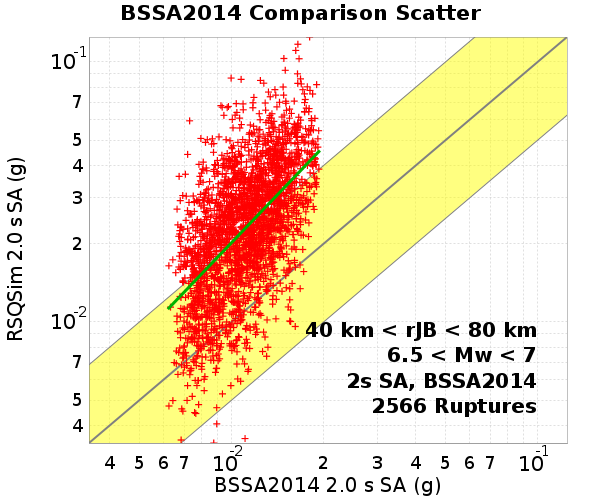 BSSA2014 Comparison Scatter
RSQSim 2.0 s SA (g)
10-1
7
5
4
3
2
10-2
7
5
4
40 km < rJB < 80 km
6.5 < Mw < 7
2s SA, BSSA2014
2566 Ruptures
4 5 6 7 10-2 2 3 4 5 6 7 10-1
BSSA2014 2.0 s SA (g)